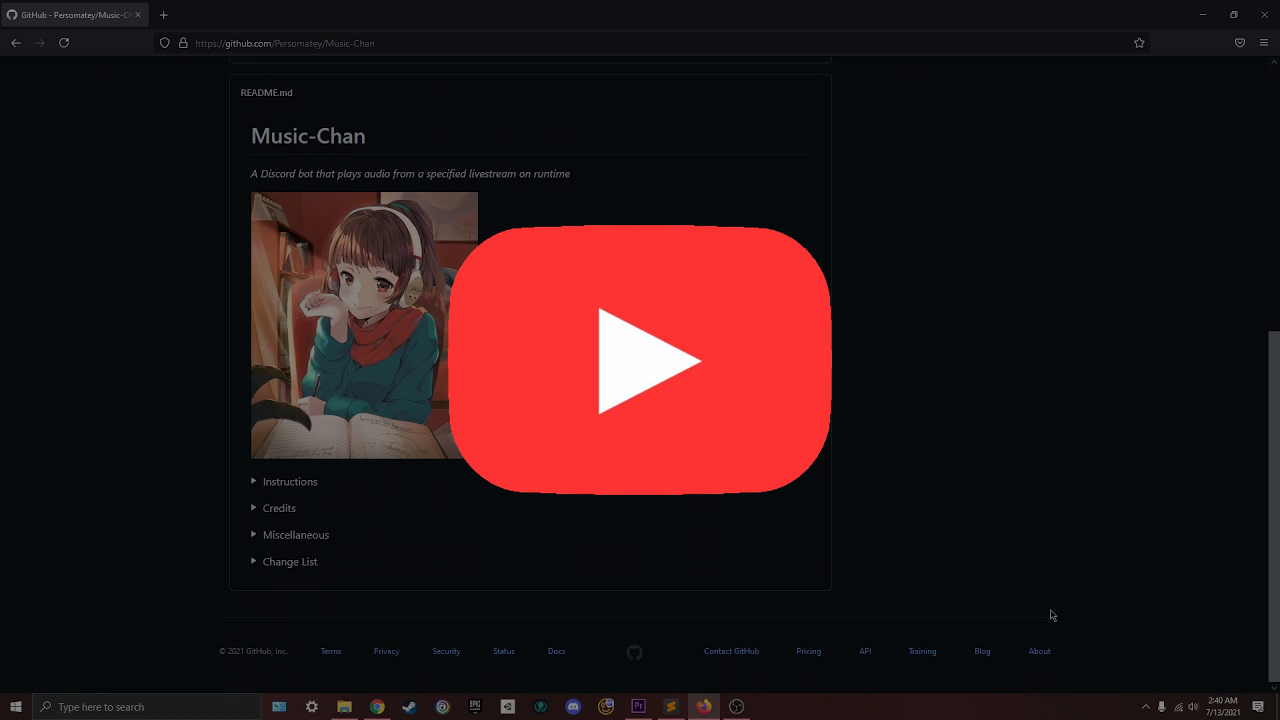 GitHub - Persomatey/Music-C
https://github.com/Persomatey/Music-Chan
README.md
Music-Chan
A Discord bot that plays audio from a specified livestream on runtime
Instructions
Credits
Miscellaneous
Change List
© 2021 GitHub, Inc. Terms Privacy Security Status Docs Contact GitHub Pricing API Training Blog About
Type here to search
EPIC
Pr
2:40 AM
7/13/2021